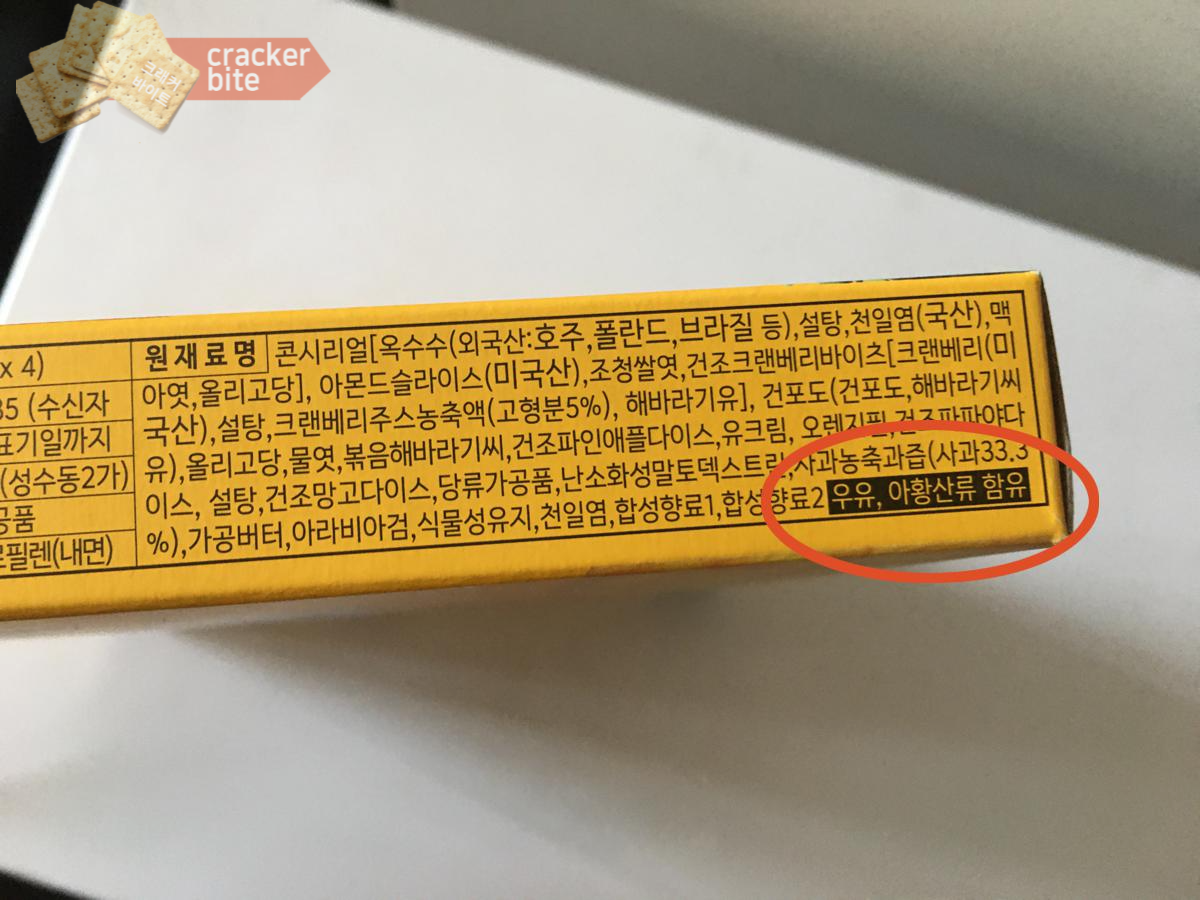 cracker
bite
크래커
바이트
x 4)
35 (수신자
표기일까지
(성수동2가)
공품
로필렌(내면)
원재료명 콘시리얼[옥수수(외국산:호주,폴란드,브라질 등),설탕,천일염(국산),맥
아엿,올리고당], 아몬드슬라이스(미국산),조청쌀엿,건조크랜베리바이츠[크랜베리(미
국산),설탕,크랜베리주스농축액(고형분5%), 해바라기유], 건포도(건포도,해바라기씨
유),올리고당,물엿,볶음해바라기씨,건조파인애플다이스,유크림, 오렌지필,건조파파야다
이스, 설탕,건조망고다이스,당류가공품,난소화성말토덱스트린,사과농축과즙(사과33.3
%),가공버터,아라비아검,식물성유지,천일염,합성향료1,합성향료2 우유, 아황산류 함유